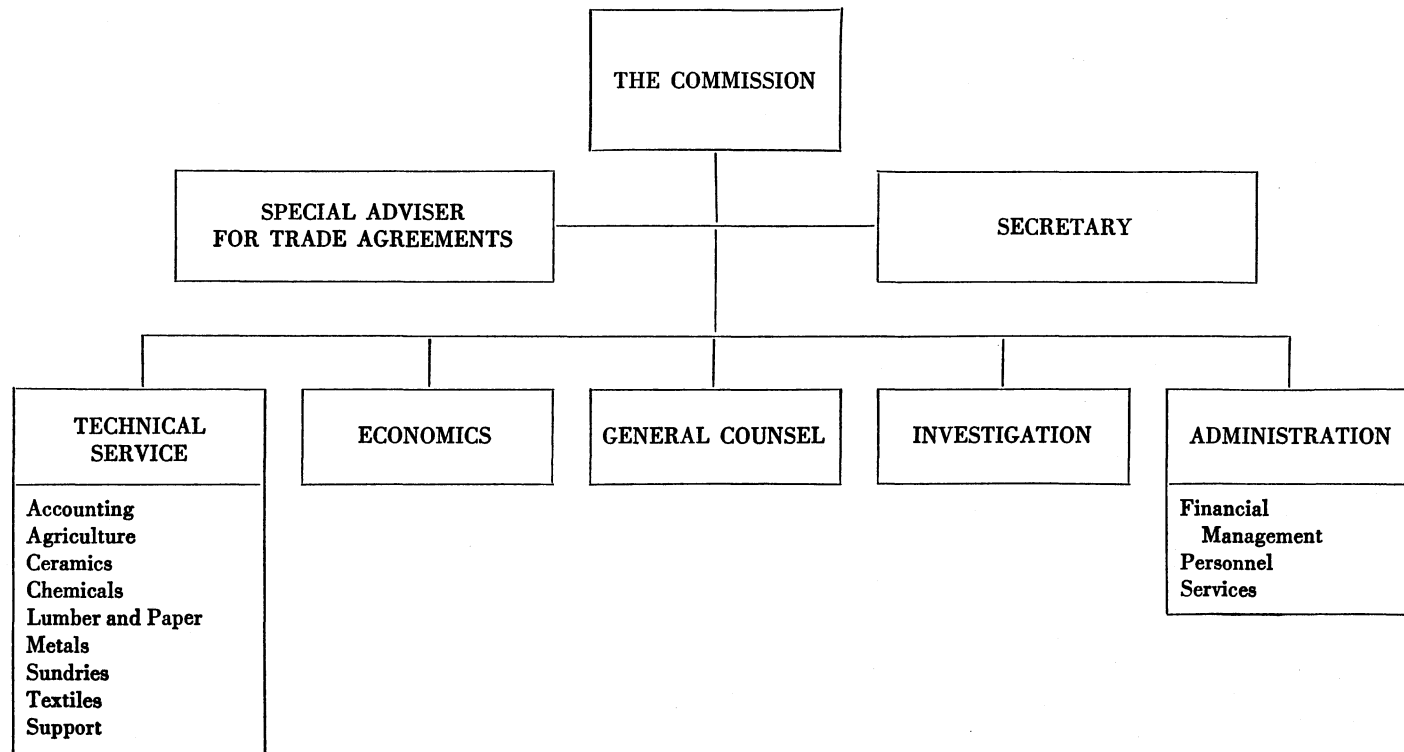 THE COMMISSION
SPECIAL ADVISER
FOR TRADE AGREEMENTS
SECRETARY
TECHNICAL
SERVICE
Accounting
Agriculture
Ceramics
Chemicals
Lumber and Paper
Metals
Sundries
Textiles
Support
ECONOMICS
GENERAL COUNSEL
INVESTIGATION
ADMINISTRATION
Financial
Management
Personnel
Services